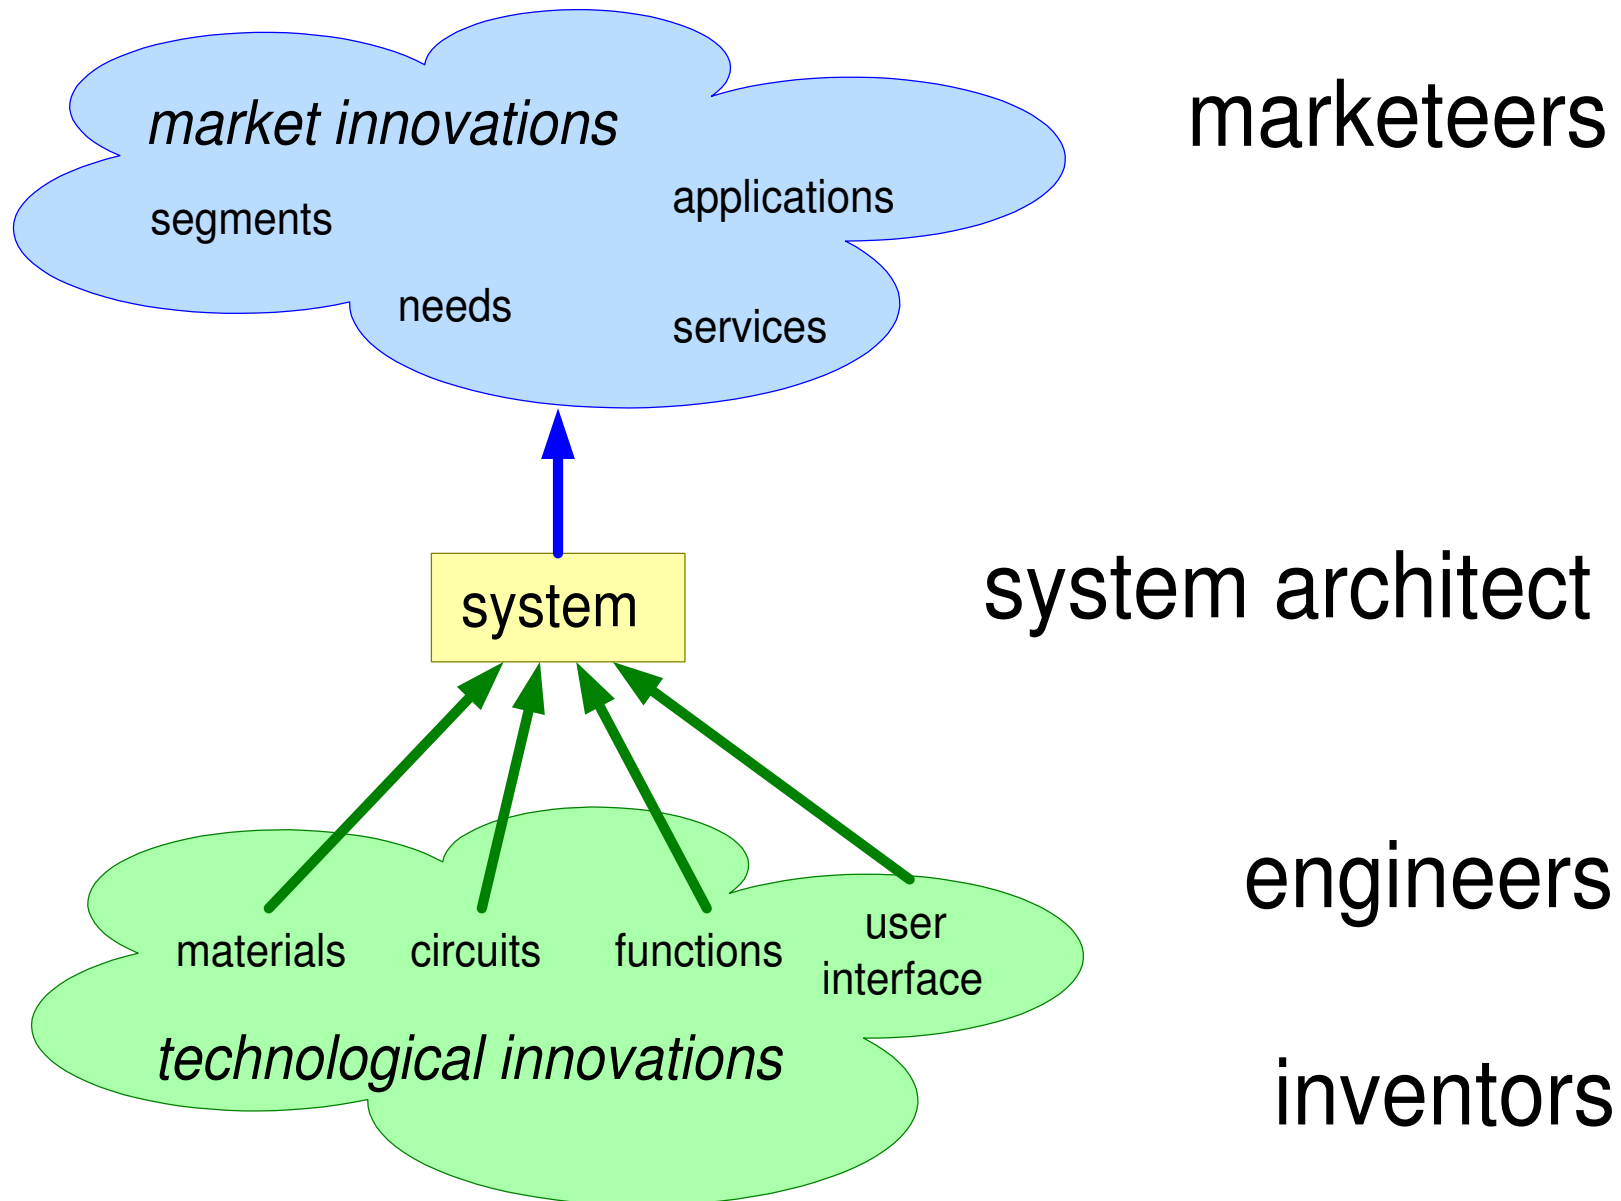 market innovations
marketeers
segments
applications
needs
services
system
system architect
engineers
materials
circuits
functions
user
interface
technological innovations
inventors